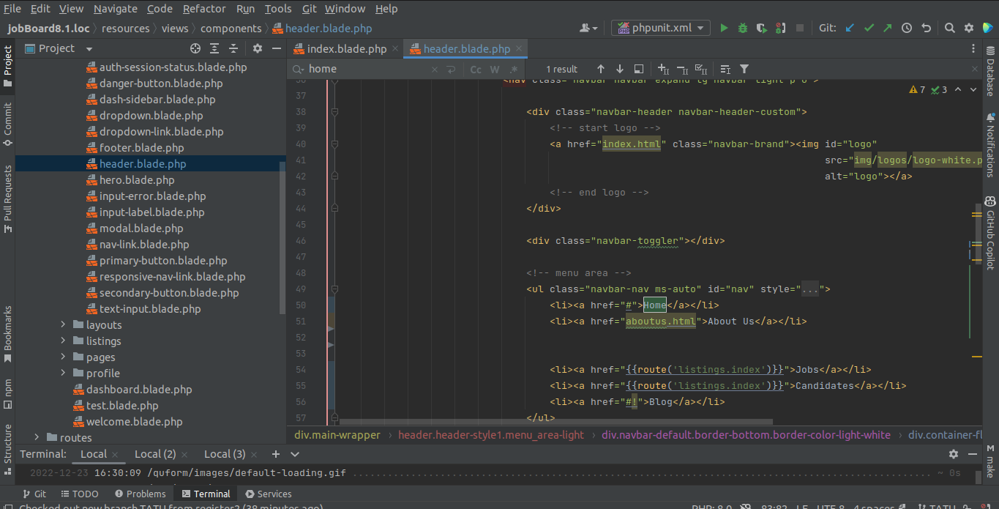 File Edit View Navigate Code Refactor Run Tools Git Window Help
jobBoard8.1.loc resources views components header.blade.php
phpunit.xml
Git:
Project
index.blade.php
header.blade.php
home
Cc W .*
1 result
7 3
auth-session-status.blade.php
danger-button.blade.php
dash-sidebar.blade.php
dropdown.blade.php
dropdown-link.blade.php
footer.blade.php
header.blade.php
hero.blade.php
input-error.blade.php
input-label.blade.php
modal.blade.php
nav-link.blade.php
primary-button.blade.php
responsive-nav-link.blade.php
secondary-button.blade.php
text-input.blade.php
layouts
listings
pages
profile
dashboard.blade.php
test.blade.php
welcome.blade.php
routes
37
38 <div class="navbar-header navbar-header-custom">
39 <!-- start logo -->
40 <a href="index.html" class="navbar-brand"><img id="logo"
41 src="img/logos/logo-white.p
42 alt="logo"></a>
43 <!-- end logo -->
44 </div>
45
46 <div class="navbar-toggler"></div>
47
48 <!-- menu area -->
49 <ul class="navbar-nav ms-auto" id="nav" style="...">
50 <li><a href="#">Home</a></li>
51 <li><a href="aboutus.html">About Us</a></li>
52
53
54 <li><a href="{{route('listings.index')}}">Jobs</a></li>
55 <li><a href="{{route('listings.index')}}">Candidates</a></li>
56 <li><a href="#!">Blog</a></li>
57 </ul>
div.main-wrapper header.header-style1.menu_area-light div.navbar-default.border-bottom.border-color-light-white div.container-fl
Project
Commit
Pull Requests
Bookmarks
npm
Structure
Database
Notifications
GitHub Copilot
M make
Terminal: Local Local (2) Local (3)
2022-12-23 16:30:09 /quform/images/default-loading.gif ~ 0s
Git TODO Problems Terminal Services
Checked out new branch TATU from register2 (38 minutes ago)
PHP: 8.0 83:82 LF UTF-8 4 spaces TATU